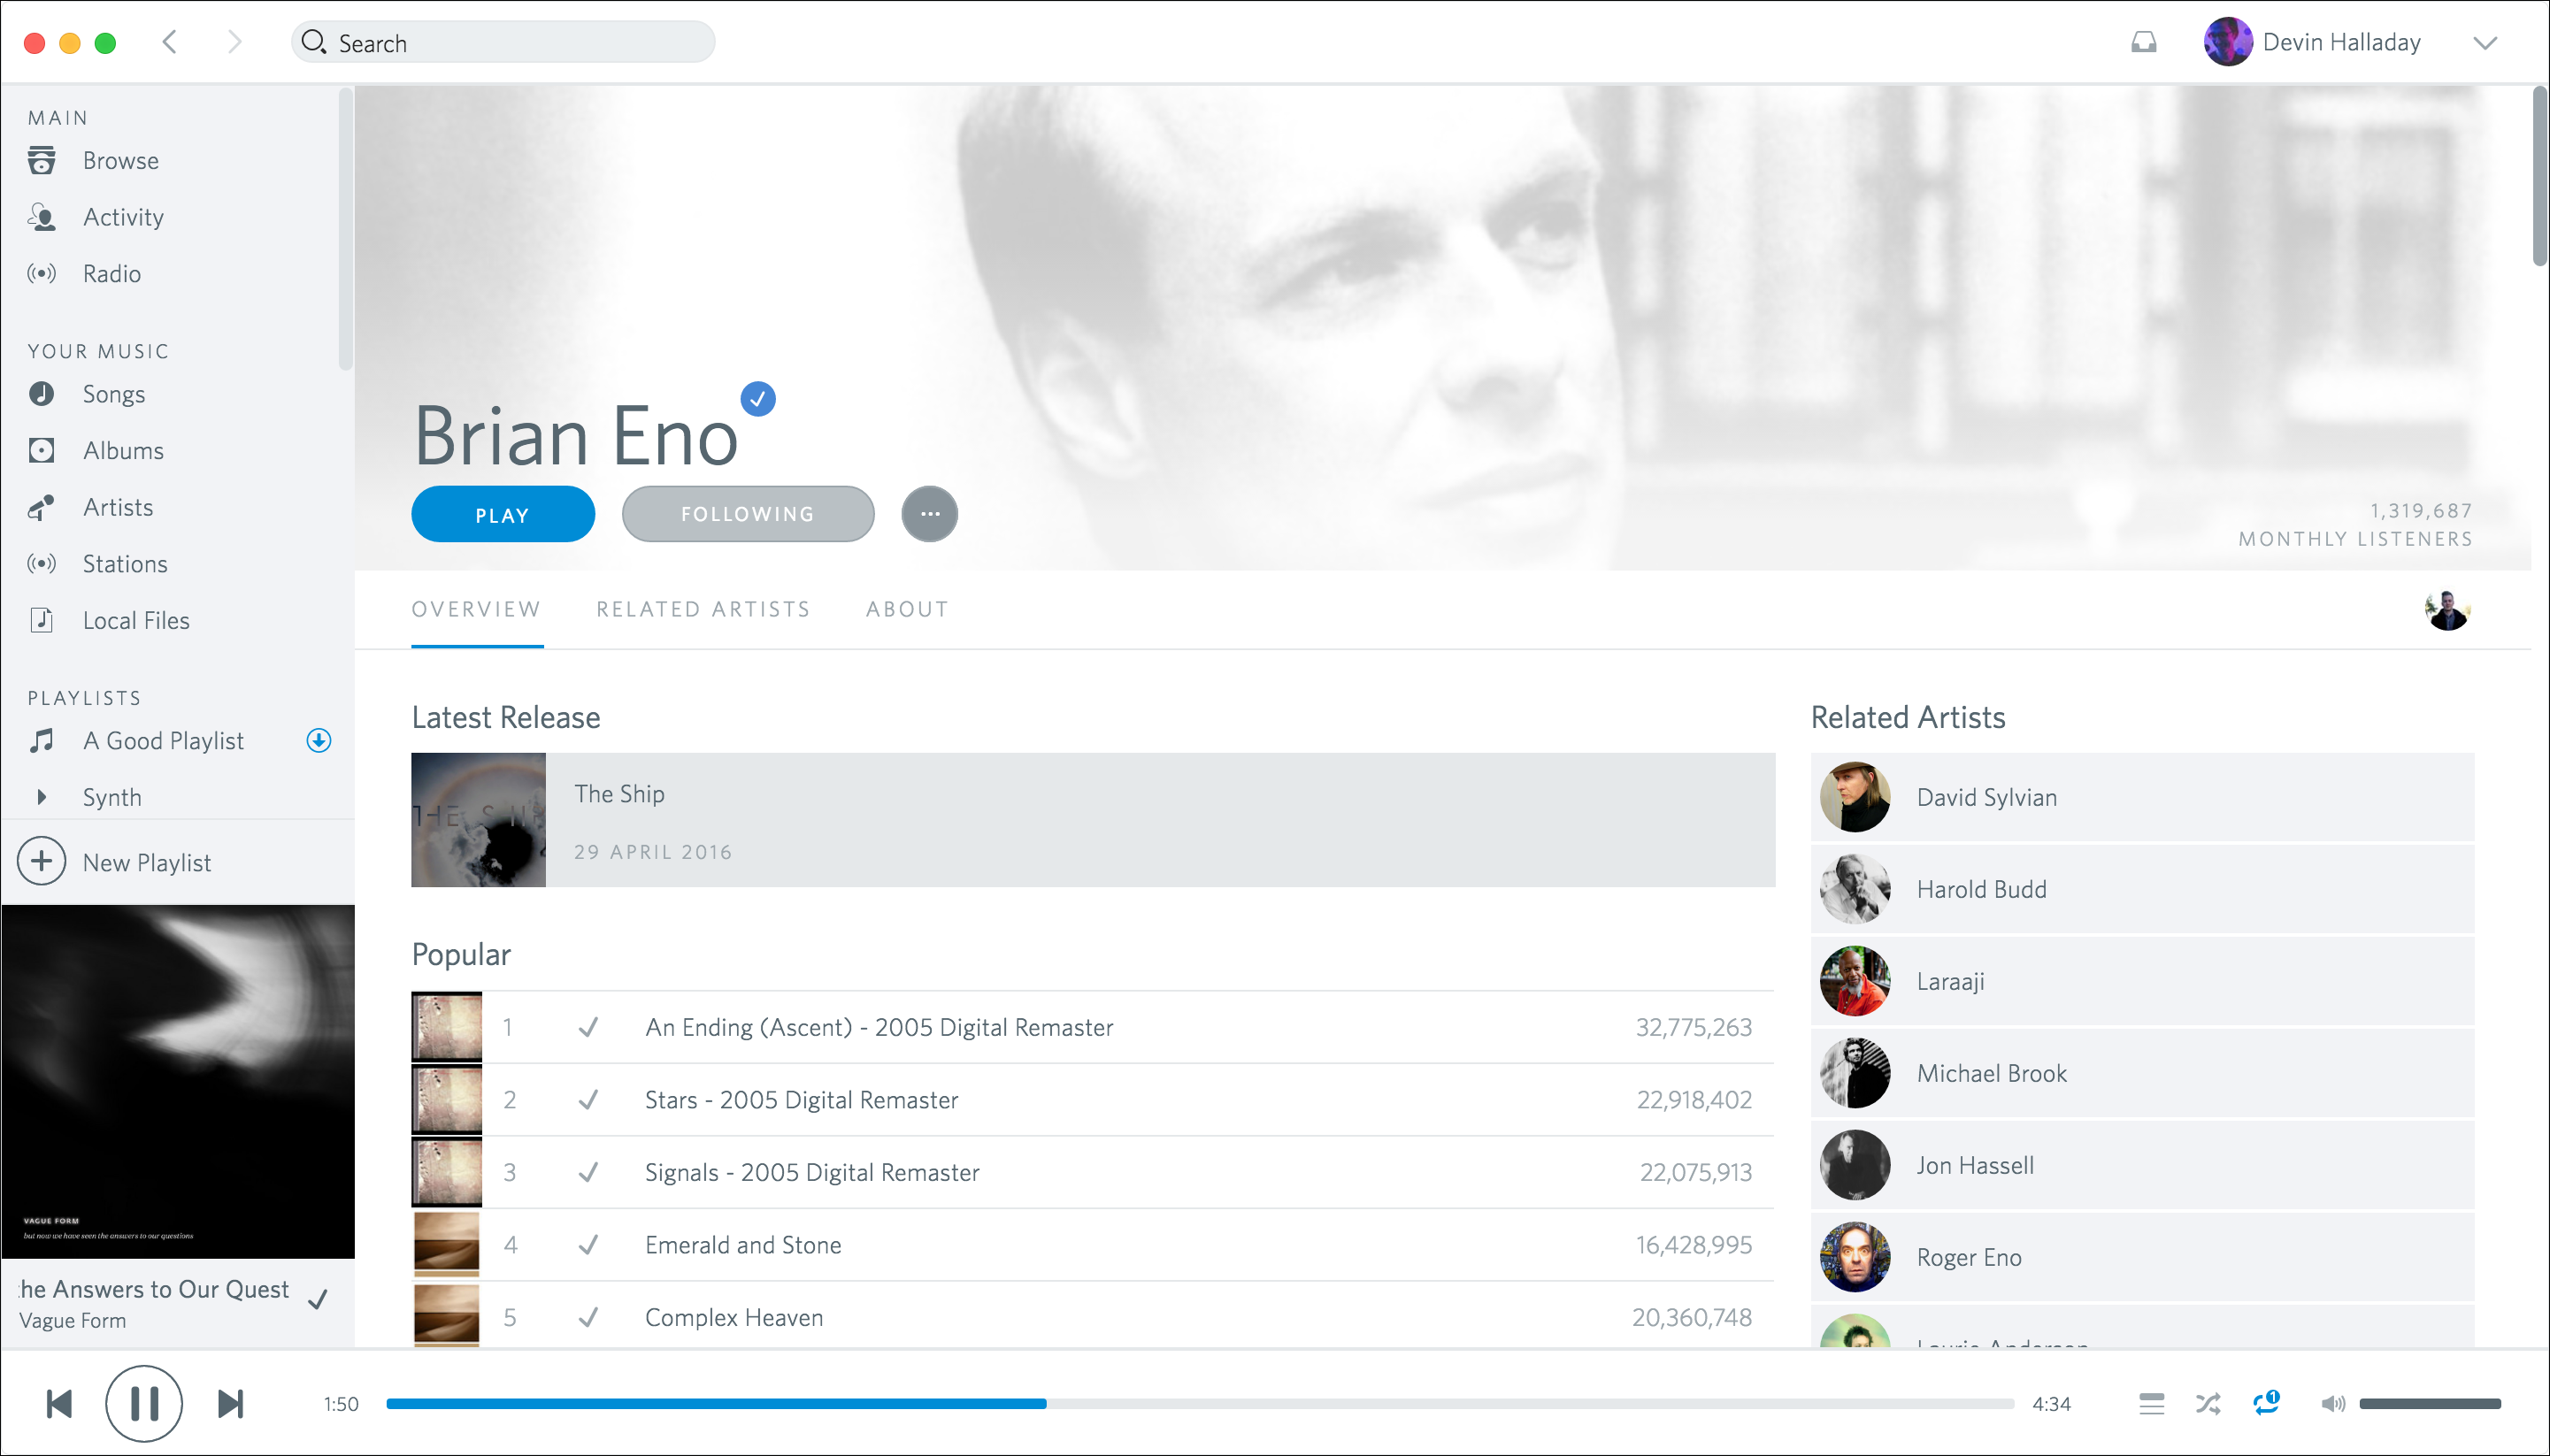 Search
Devin Halladay
MAIN
Browse
Activity
Radio
YOUR MUSIC
Songs
Albums
Artists
Stations
Local Files
PLAYLISTS
A Good Playlist
Synth
New Playlist
VAGUE FORM
but now we have seen the answers to our questions
he Answers to Our Quest
Vague Form
Brian Eno
PLAY
FOLLOWING
1,319,687
MONTHLY LISTENERS
OVERVIEW
RELATED ARTISTS
ABOUT
Latest Release
THE SHIP
The Ship
29 APRIL 2016
Popular
1 An Ending (Ascent) - 2005 Digital Remaster 32,775,263
2 Stars - 2005 Digital Remaster 22,918,402
3 Signals - 2005 Digital Remaster 22,075,913
4 Emerald and Stone 16,428,995
5 Complex Heaven 20,360,748
Related Artists
David Sylvian
Harold Budd
Laraaji
Michael Brook
Jon Hassell
Roger Eno
Laurie Anderson
1:50
4:34
1